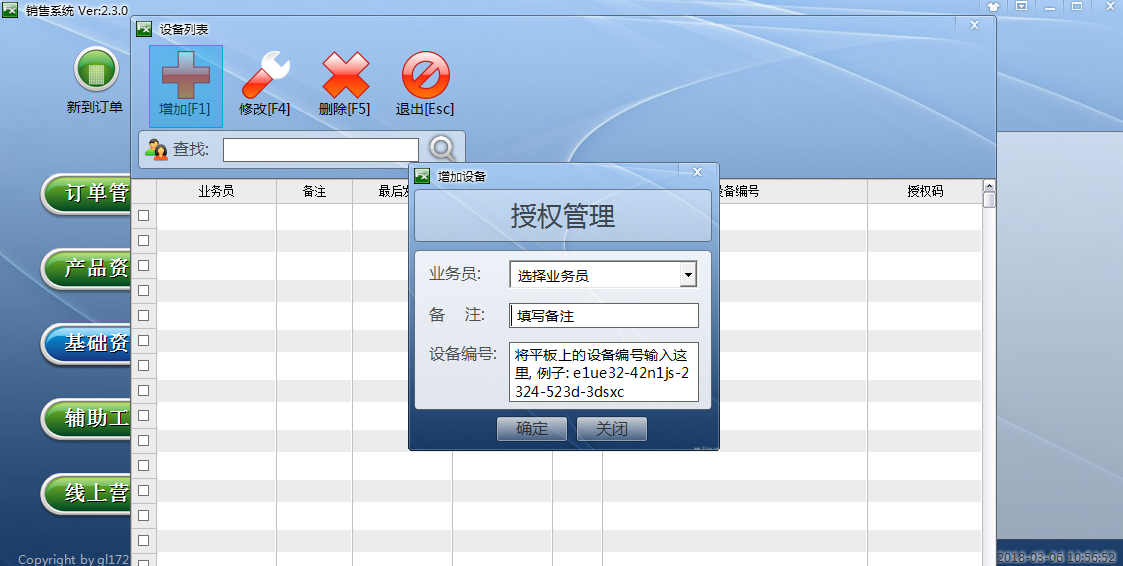 销售系统 Ver:2.3.0
设备列表
新到订单
增加[F1]
修改[F4]
删除[F5]
退出[Esc]
查找:
业务员
备注
最后发
设备编号
授权码
订单管
产品资
基础资
辅助工
线上营
增加设备
授权管理
业务员:
选择业务员
备 注:
填写备注
设备编号:
将平板上的设备编号输入这
里, 例子: e1ue32-42n1js-2
324-523d-3dsxc
确定
关闭
Copyright by gl172
2018-03-06 10:56:52